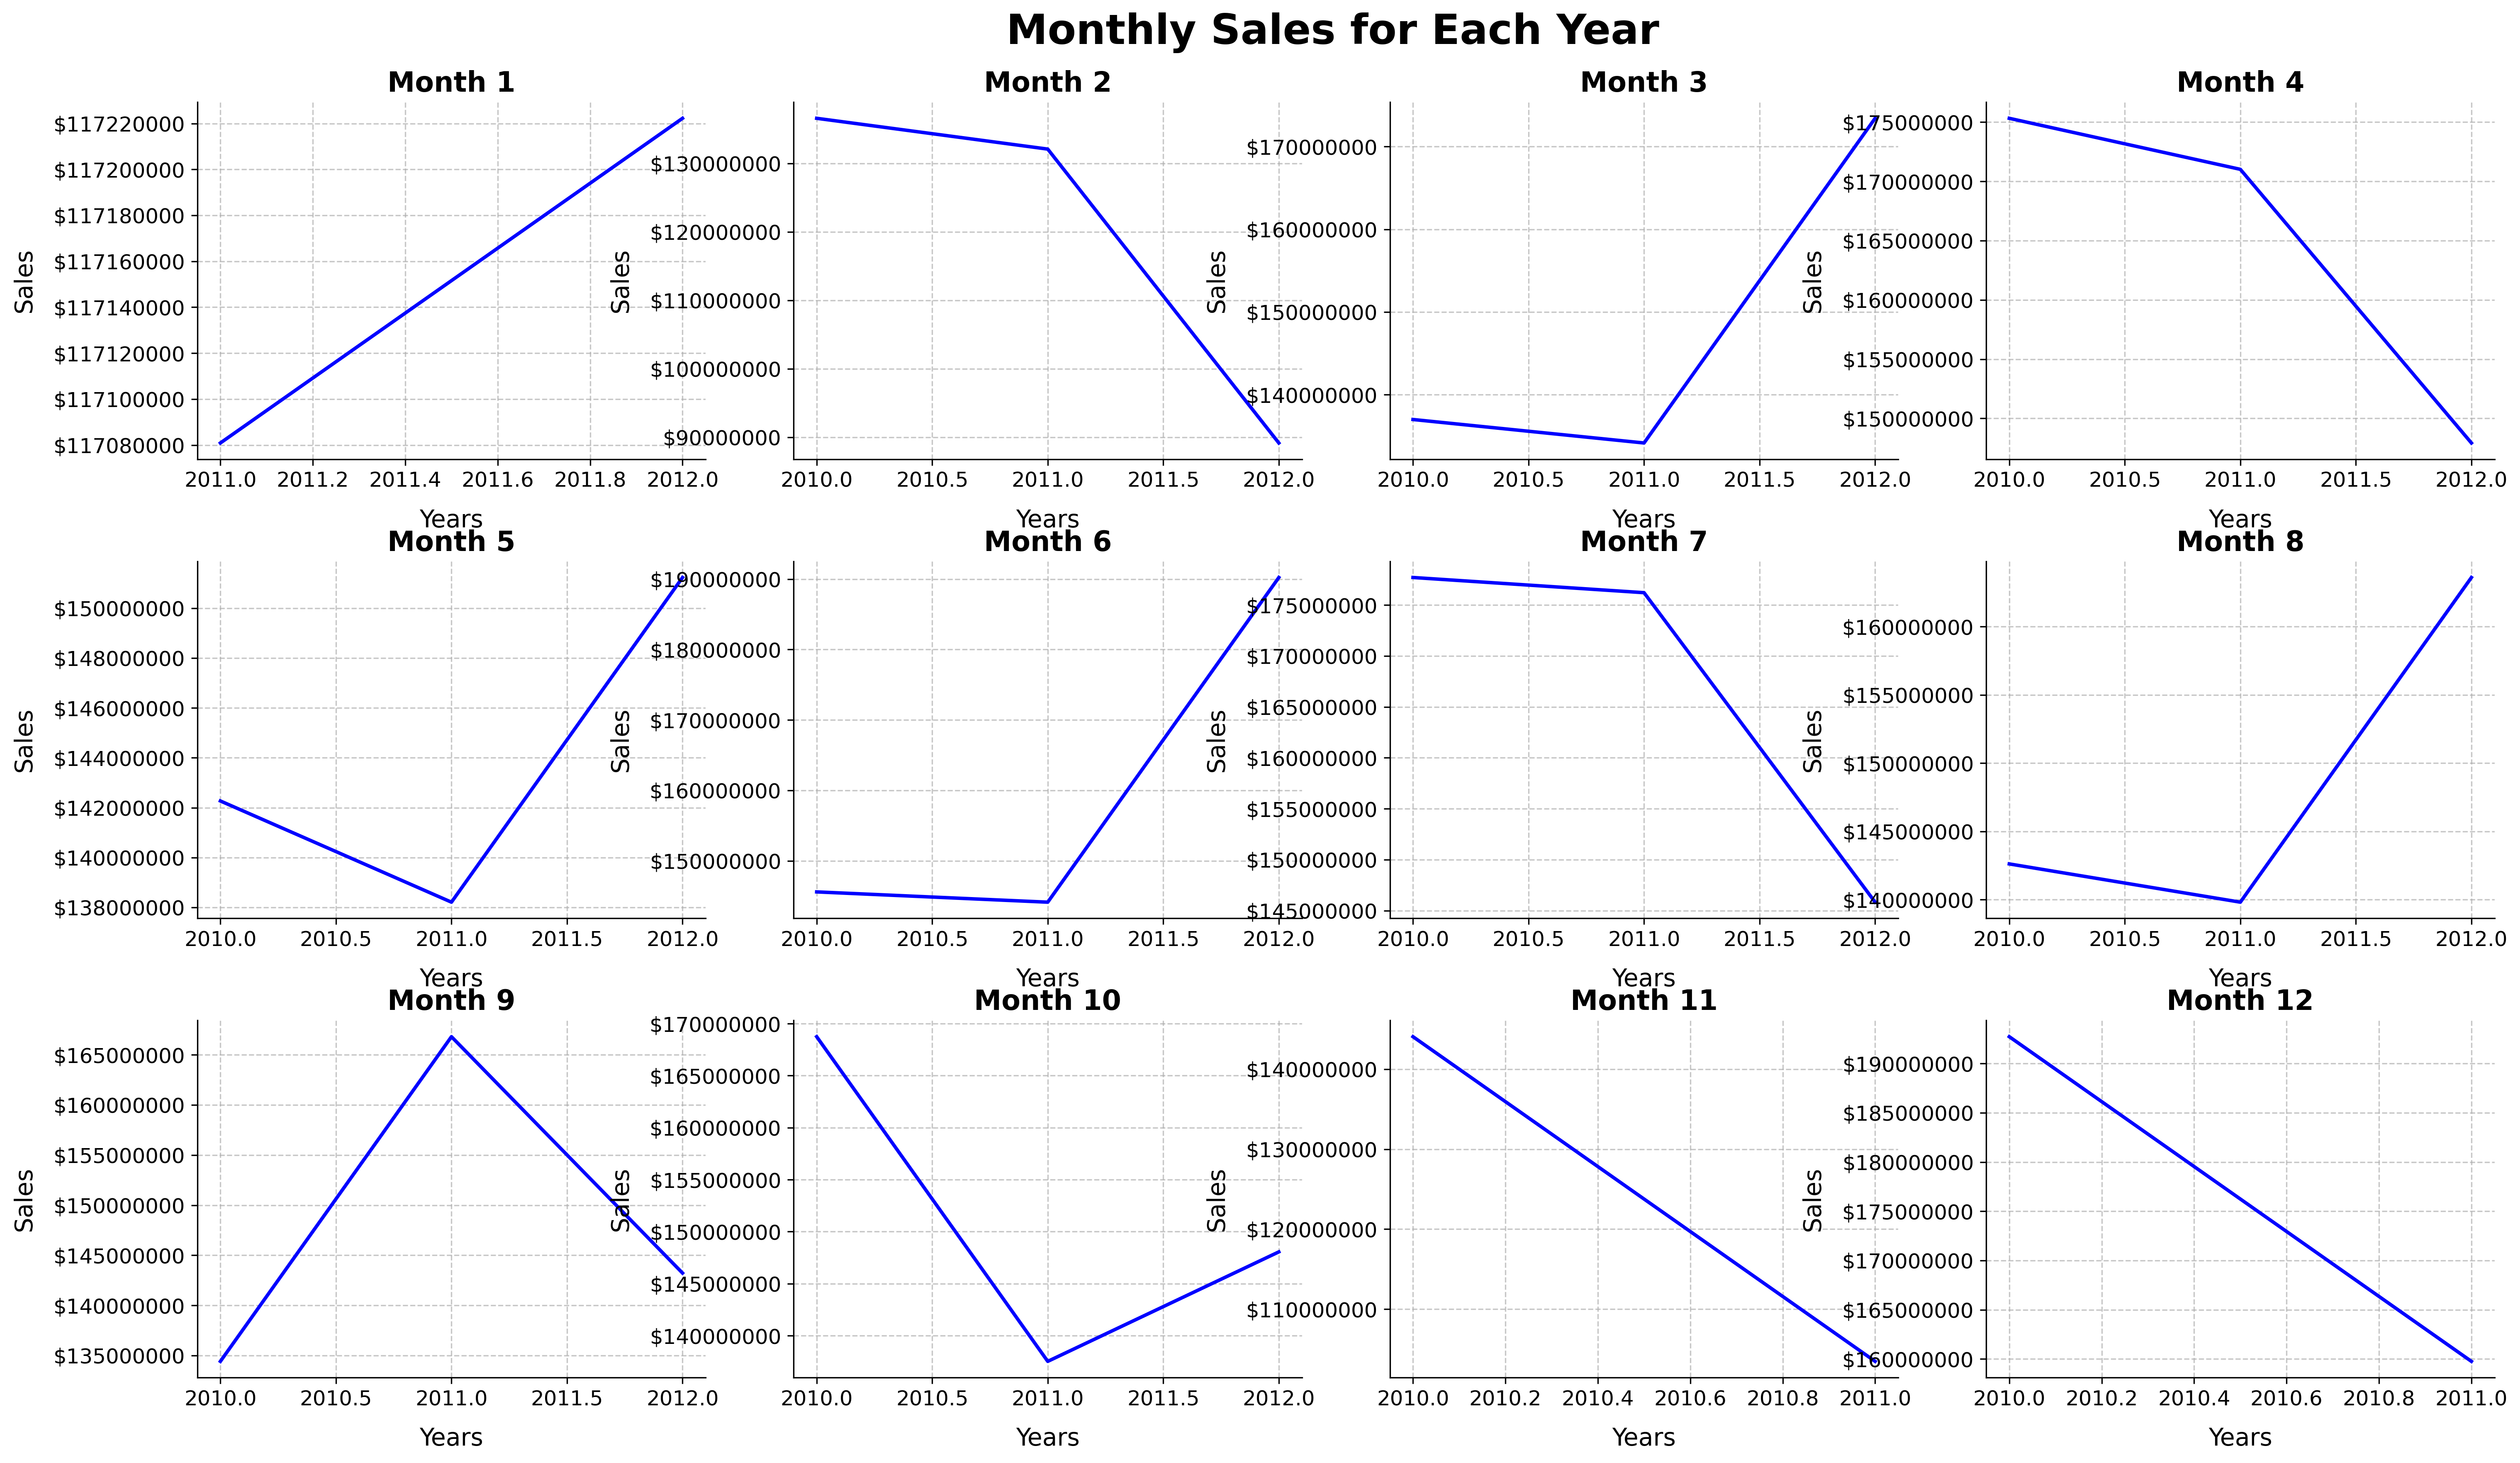 Monthly Sales for Each Year
Month 1
Sales
$117220000
$117200000
$117180000
$117160000
$117140000
$117120000
$117100000
$117080000
2011.0 2011.2 2011.4 2011.6 2011.8 2012.0
Years
Month 2
Sales
$130000000
$120000000
$110000000
$100000000
$90000000
2010.0 2010.5 2011.0 2011.5 2012.0
Years
Month 3
Sales
$170000000
$160000000
$150000000
$140000000
2010.0 2010.5 2011.0 2011.5 2012.0
Years
Month 4
Sales
$175000000
$170000000
$165000000
$160000000
$155000000
$150000000
2010.0 2010.5 2011.0 2011.5 2012.0
Years
Month 5
Sales
$150000000
$148000000
$146000000
$144000000
$142000000
$140000000
$138000000
2010.0 2010.5 2011.0 2011.5 2012.0
Years
Month 6
Sales
$190000000
$180000000
$170000000
$160000000
$150000000
2010.0 2010.5 2011.0 2011.5 2012.0
Years
Month 7
Sales
$175000000
$170000000
$165000000
$160000000
$155000000
$150000000
$145000000
2010.0 2010.5 2011.0 2011.5 2012.0
Years
Month 8
Sales
$160000000
$155000000
$150000000
$145000000
$140000000
2010.0 2010.5 2011.0 2011.5 2012.0
Years
Month 9
Sales
$165000000
$160000000
$155000000
$150000000
$145000000
$140000000
$135000000
2010.0 2010.5 2011.0 2011.5 2012.0
Years
Month 10
Sales
$170000000
$165000000
$160000000
$155000000
$150000000
$145000000
$140000000
2010.0 2010.5 2011.0 2011.5 2012.0
Years
Month 11
Sales
$140000000
$130000000
$120000000
$110000000
2010.0 2010.2 2010.4 2010.6 2010.8 2011.0
Years
Month 12
Sales
$190000000
$185000000
$180000000
$175000000
$170000000
$165000000
$160000000
2010.0 2010.2 2010.4 2010.6 2010.8 2011.0
Years